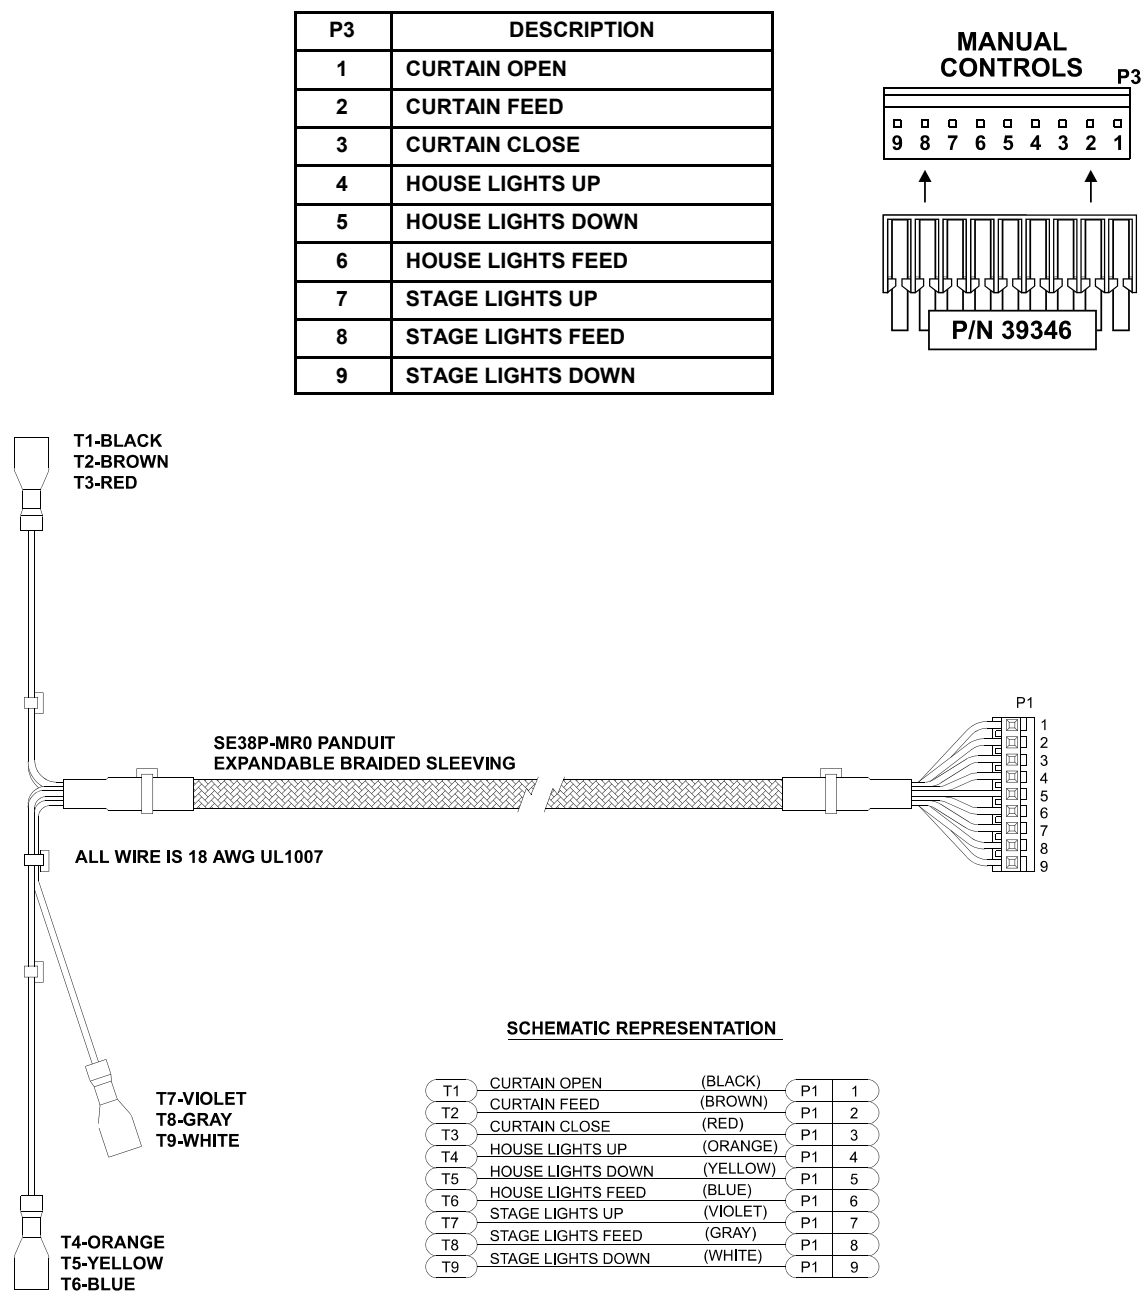 P3 DESCRIPTION
1 CURTAIN OPEN
2 CURTAIN FEED
3 CURTAIN CLOSE
4 HOUSE LIGHTS UP
5 HOUSE LIGHTS DOWN
6 HOUSE LIGHTS FEED
7 STAGE LIGHTS UP
8 STAGE LIGHTS FEED
9 STAGE LIGHTS DOWN
MANUAL
CONTROLS
P3
9 8 7 6 5 4 3 2 1
P/N 39346
T1-BLACK
T2-BROWN
T3-RED
SE38P-MR0 PANDUIT
EXPANDABLE BRAIDED SLEEVING
ALL WIRE IS 18 AWG UL1007
P1
1
2
3
4
5
6
7
8
9
T7-VIOLET
T8-GRAY
T9-WHITE
T4-ORANGE
T5-YELLOW
T6-BLUE
SCHEMATIC REPRESENTATION
T1 CURTAIN OPEN (BLACK) P1 1
T2 CURTAIN FEED (BROWN) P1 2
T3 CURTAIN CLOSE (RED) P1 3
T4 HOUSE LIGHTS UP (ORANGE) P1 4
T5 HOUSE LIGHTS DOWN (YELLOW) P1 5
T6 HOUSE LIGHTS FEED (BLUE) P1 6
T7 STAGE LIGHTS UP (VIOLET) P1 7
T8 STAGE LIGHTS FEED (GRAY) P1 8
T9 STAGE LIGHTS DOWN (WHITE) P1 9